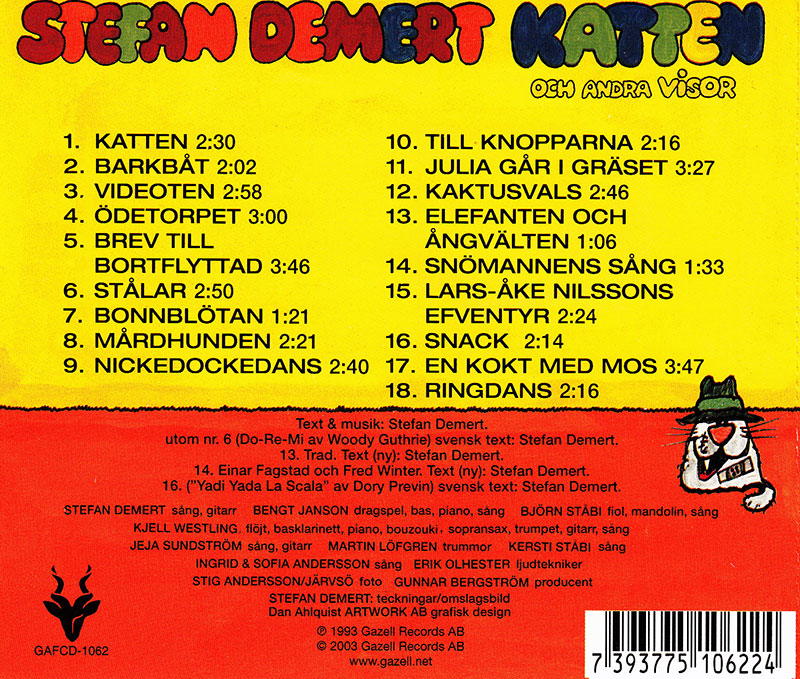 STEFAN DEMERT KATTEN
OCH ANDRA VISOR
1. KATTEN 2:30
2. BARKBÅT 2:02
3. VIDEOTEN 2:58
4. ÖDETORPET 3:00
5. BREV TILL
BORTFLYTTAD 3:46
6. STÅLAR 2:50
7. BONNBLÖTAN 1:21
8. MÅRDHUNDEN 2:21
9. NICKEDOCKEDANS 2:40
10. TILL KNOPPARNA 2:16
11. JULIA GÅR I GRÄSET 3:27
12. KAKTUSVALS 2:46
13. ELEFANTEN OCH
ÅNGVÄLTEN 1:06
14. SNÖMANNENS SÅNG 1:33
15. LARS-ÅKE NILSSONS
EFVENTYR 2:24
16. SNACK 2:14
17. EN KOKT MED MOS 3:47
18. RINGDANS 2:16
Text & musik: Stefan Demert.
utom nr. 6 (Do-Re-Mi av Woody Guthrie) svensk text: Stefan Demert.
13. Trad. Text (ny): Stefan Demert.
14. Einar Fagstad och Fred Winter. Text (ny): Stefan Demert.
16. ("Yadi Yada La Scala" av Dory Previn) svensk text: Stefan Demert.
STEFAN DEMERT sång, gitarr BENGT JANSON dragspel, bas, piano, sång BJÖRN STÅBI fiol, mandolin, sång
KJELL WESTLING. flöjt, basklarinett, piano, bouzouki, sopransax, trumpet, gitarr, sång
JEJA SUNDSTRÖM sång, gitarr MARTIN LÖFGREN trummor KERSTI STÅBI sång
INGRID & SOFIA ANDERSSON sång ERIK OLHESTER ljudtekniker
STIG ANDERSSON/JÄRVSÖ foto GUNNAR BERGSTRÖM producent
STEFAN DEMERT: teckningar/omslagsbild
Dan Ahlquist ARTWORK AB grafisk design
℗ 1993 Gazell Records AB
© 2003 Gazell Records AB
www.gazell.net
GAFCD-1062
7 393775 106224